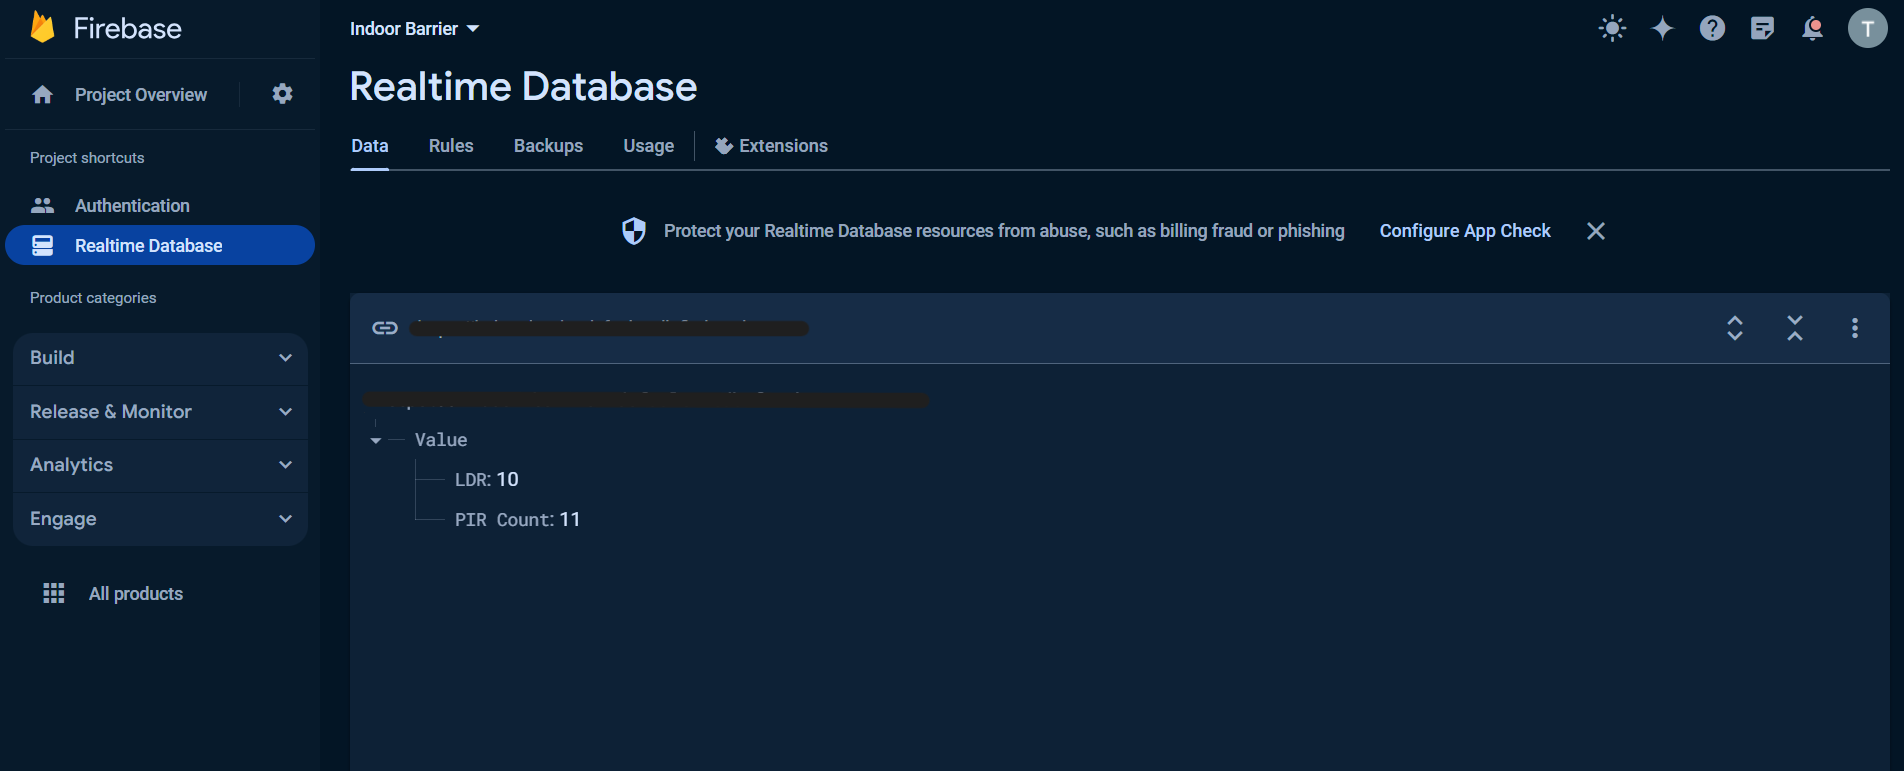 Firebase
Project Overview
Project shortcuts
Authentication
Realtime Database
Product categories
Build
Release & Monitor
Analytics
Engage
All products
Indoor Barrier
T
Realtime Database
Data Rules Backups Usage Extensions
Protect your Realtime Database resources from abuse, such as billing fraud or phishing Configure App Check
Value
LDR: 10
PIR Count: 11